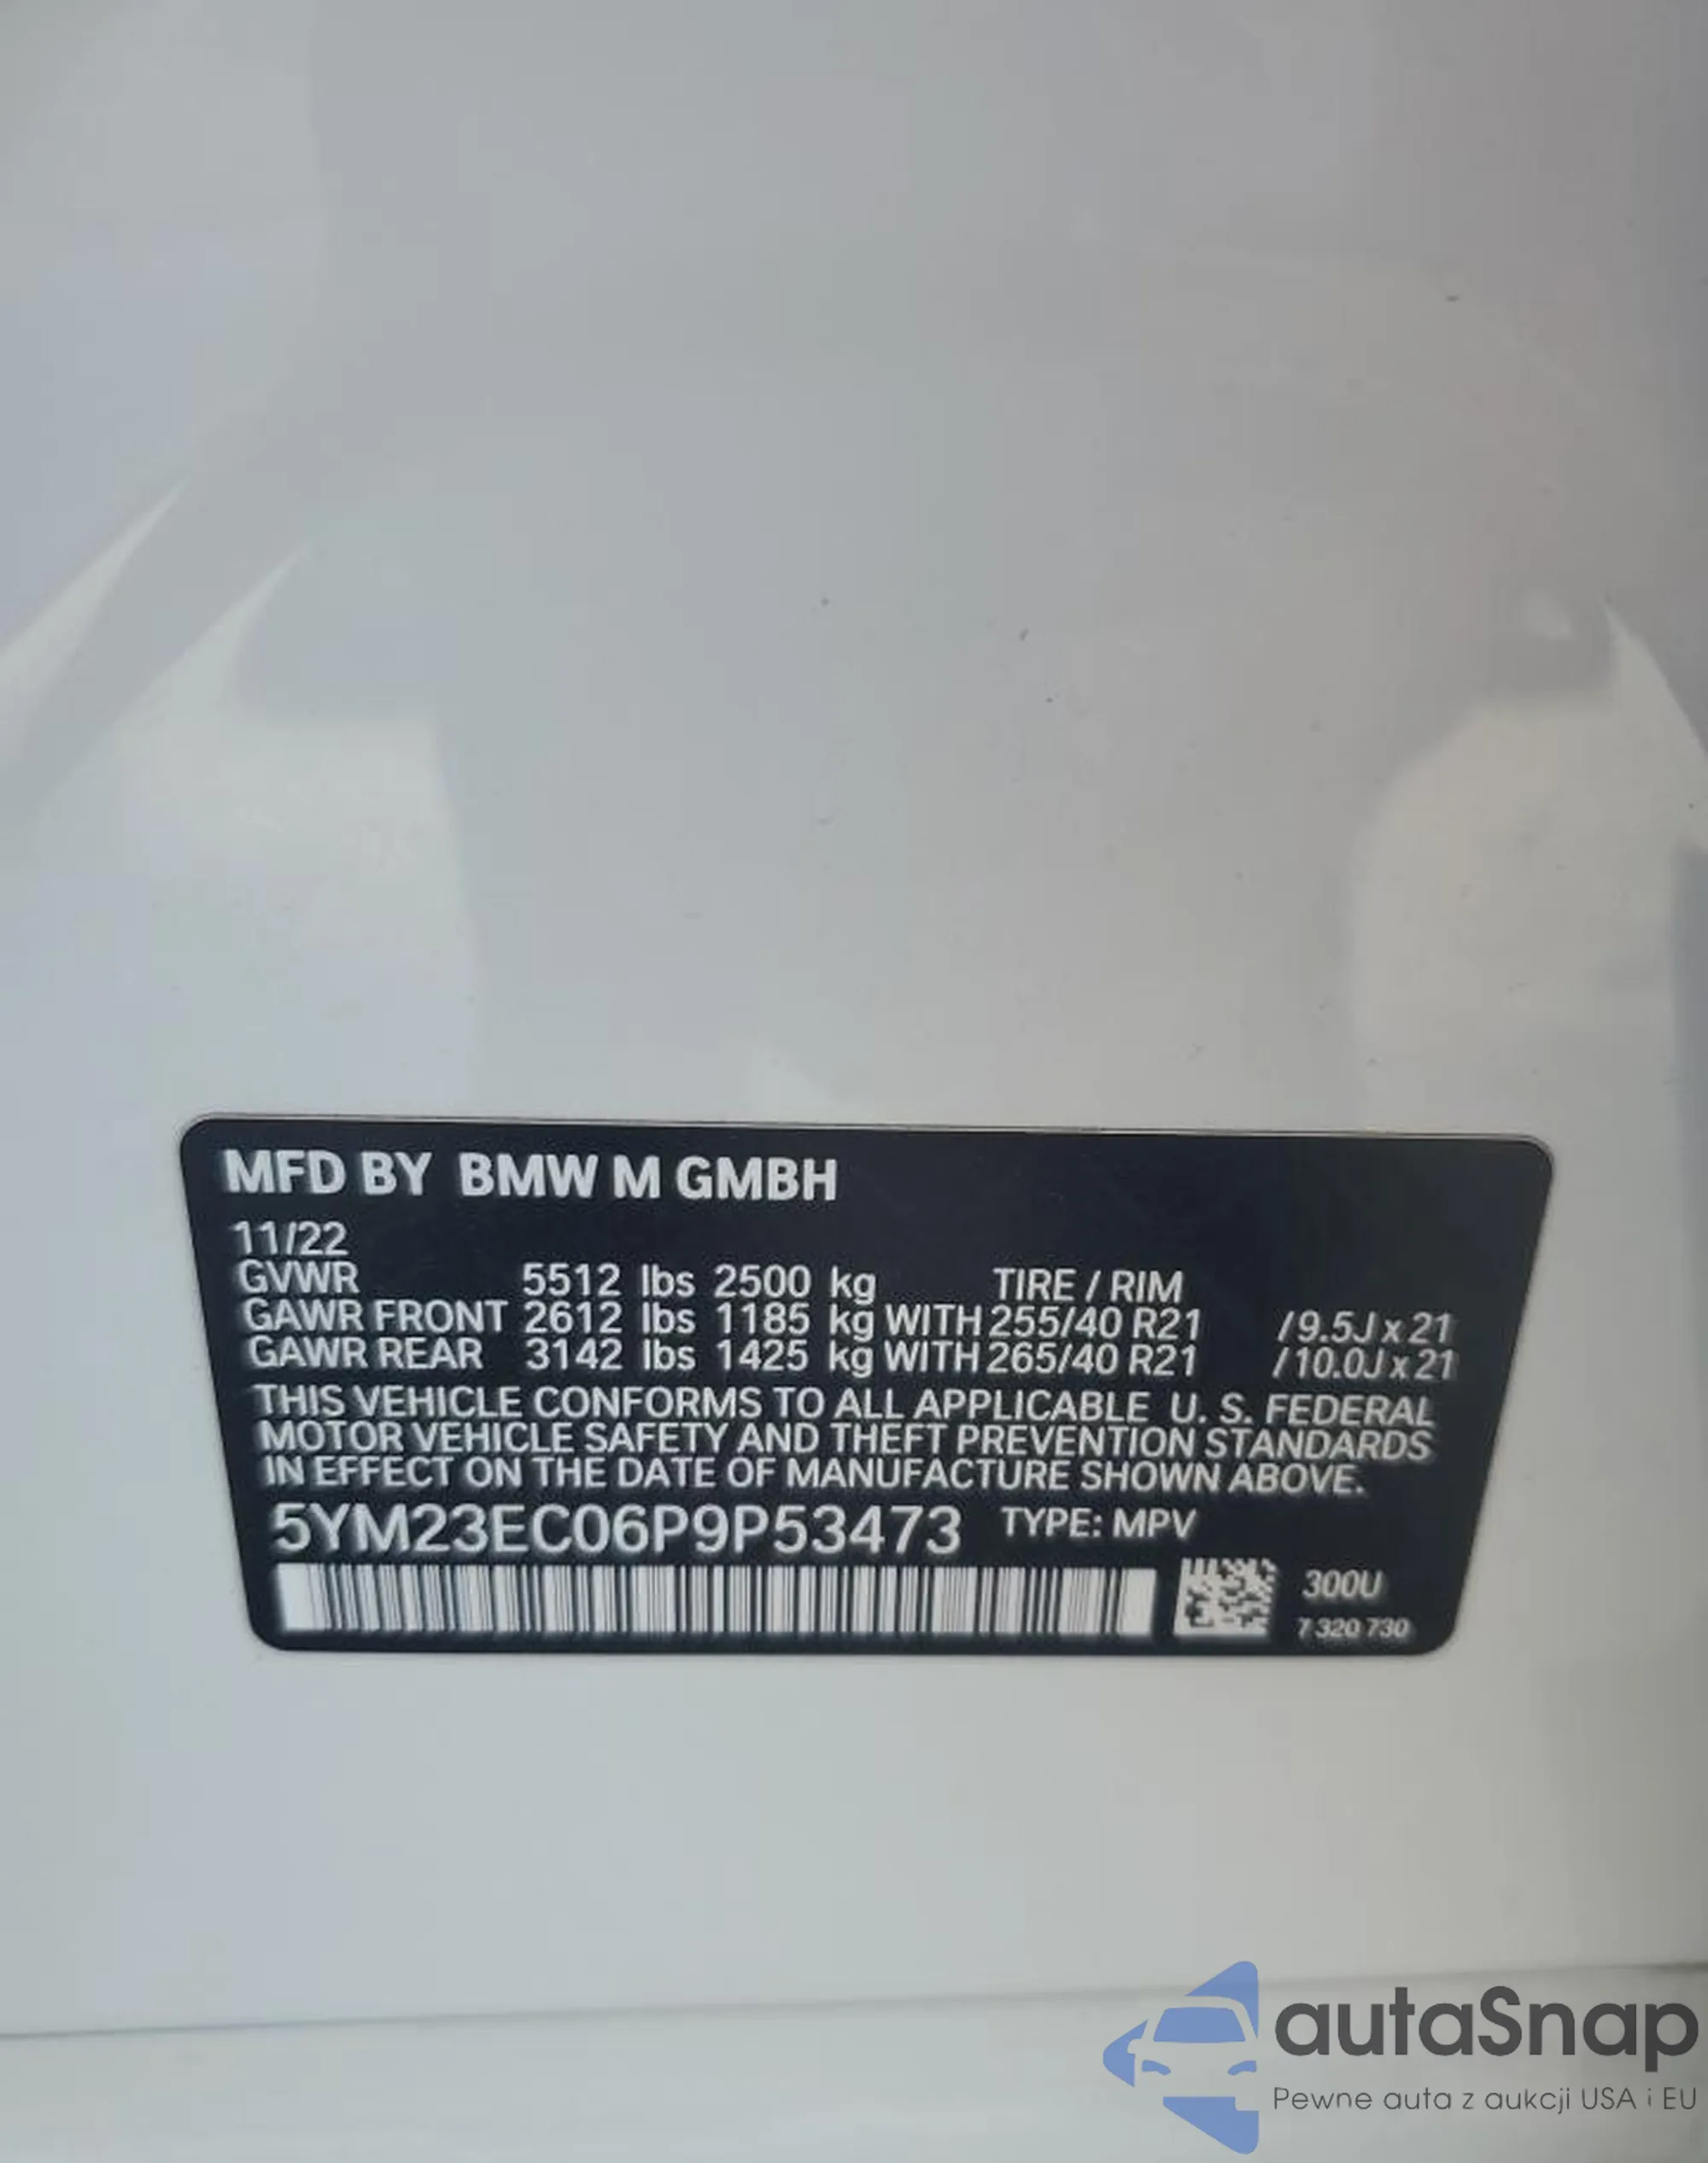 MFD BY BMW M GMBH
11/22
GVWR 5512 lbs 2500 kg TIRE / RIM
GAWR FRONT 2612 lbs 1185 kg WITH 255/40 R21 /9.5J x 21
GAWR REAR 3142 lbs 1425 kg WITH 265/40 R21 /10.0J x 21
THIS VEHICLE CONFORMS TO ALL APPLICABLE U. S. FEDERAL
MOTOR VEHICLE SAFETY AND THEFT PREVENTION STANDARDS
IN EFFECT ON THE DATE OF MANUFACTURE SHOWN ABOVE.
5YM23EC06P9P53473 TYPE: MPV
300U
7 320 730
autaSnap
Pewne auta z aukcji USA i EU